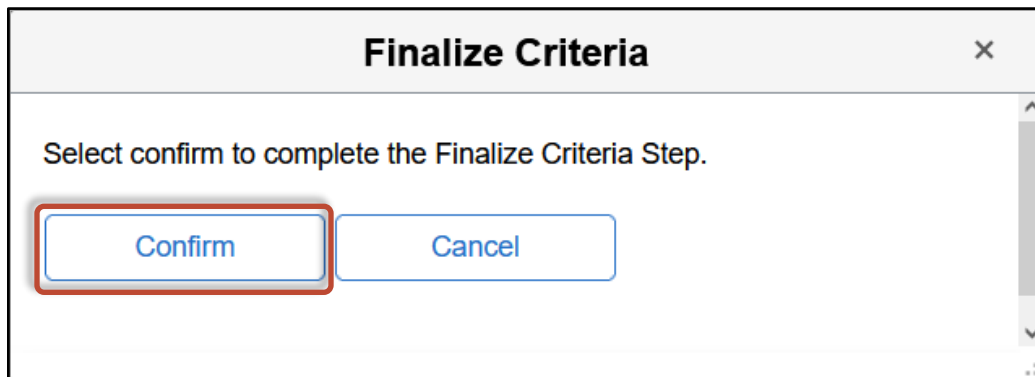 Finalize Criteria
Select confirm to complete the Finalize Criteria Step.
Confirm
Cancel